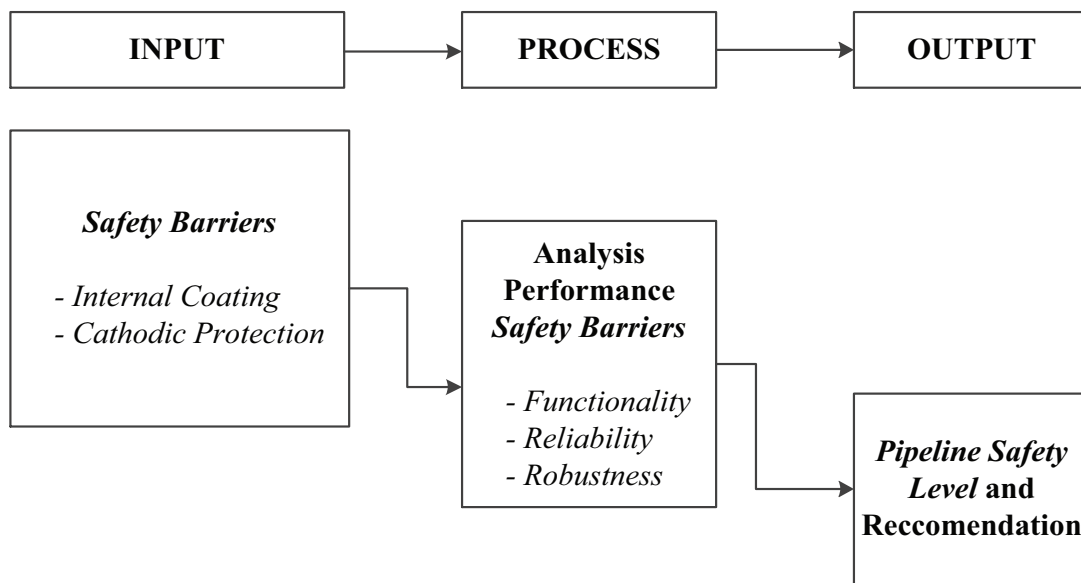 INPUT
PROCESS
OUTPUT
Safety Barriers
- Internal Coating
- Cathodic Protection
Analysis
Performance
Safety Barriers
- Functionality
- Reliability
- Robustness
Pipeline Safety
Level and
Reccomendation